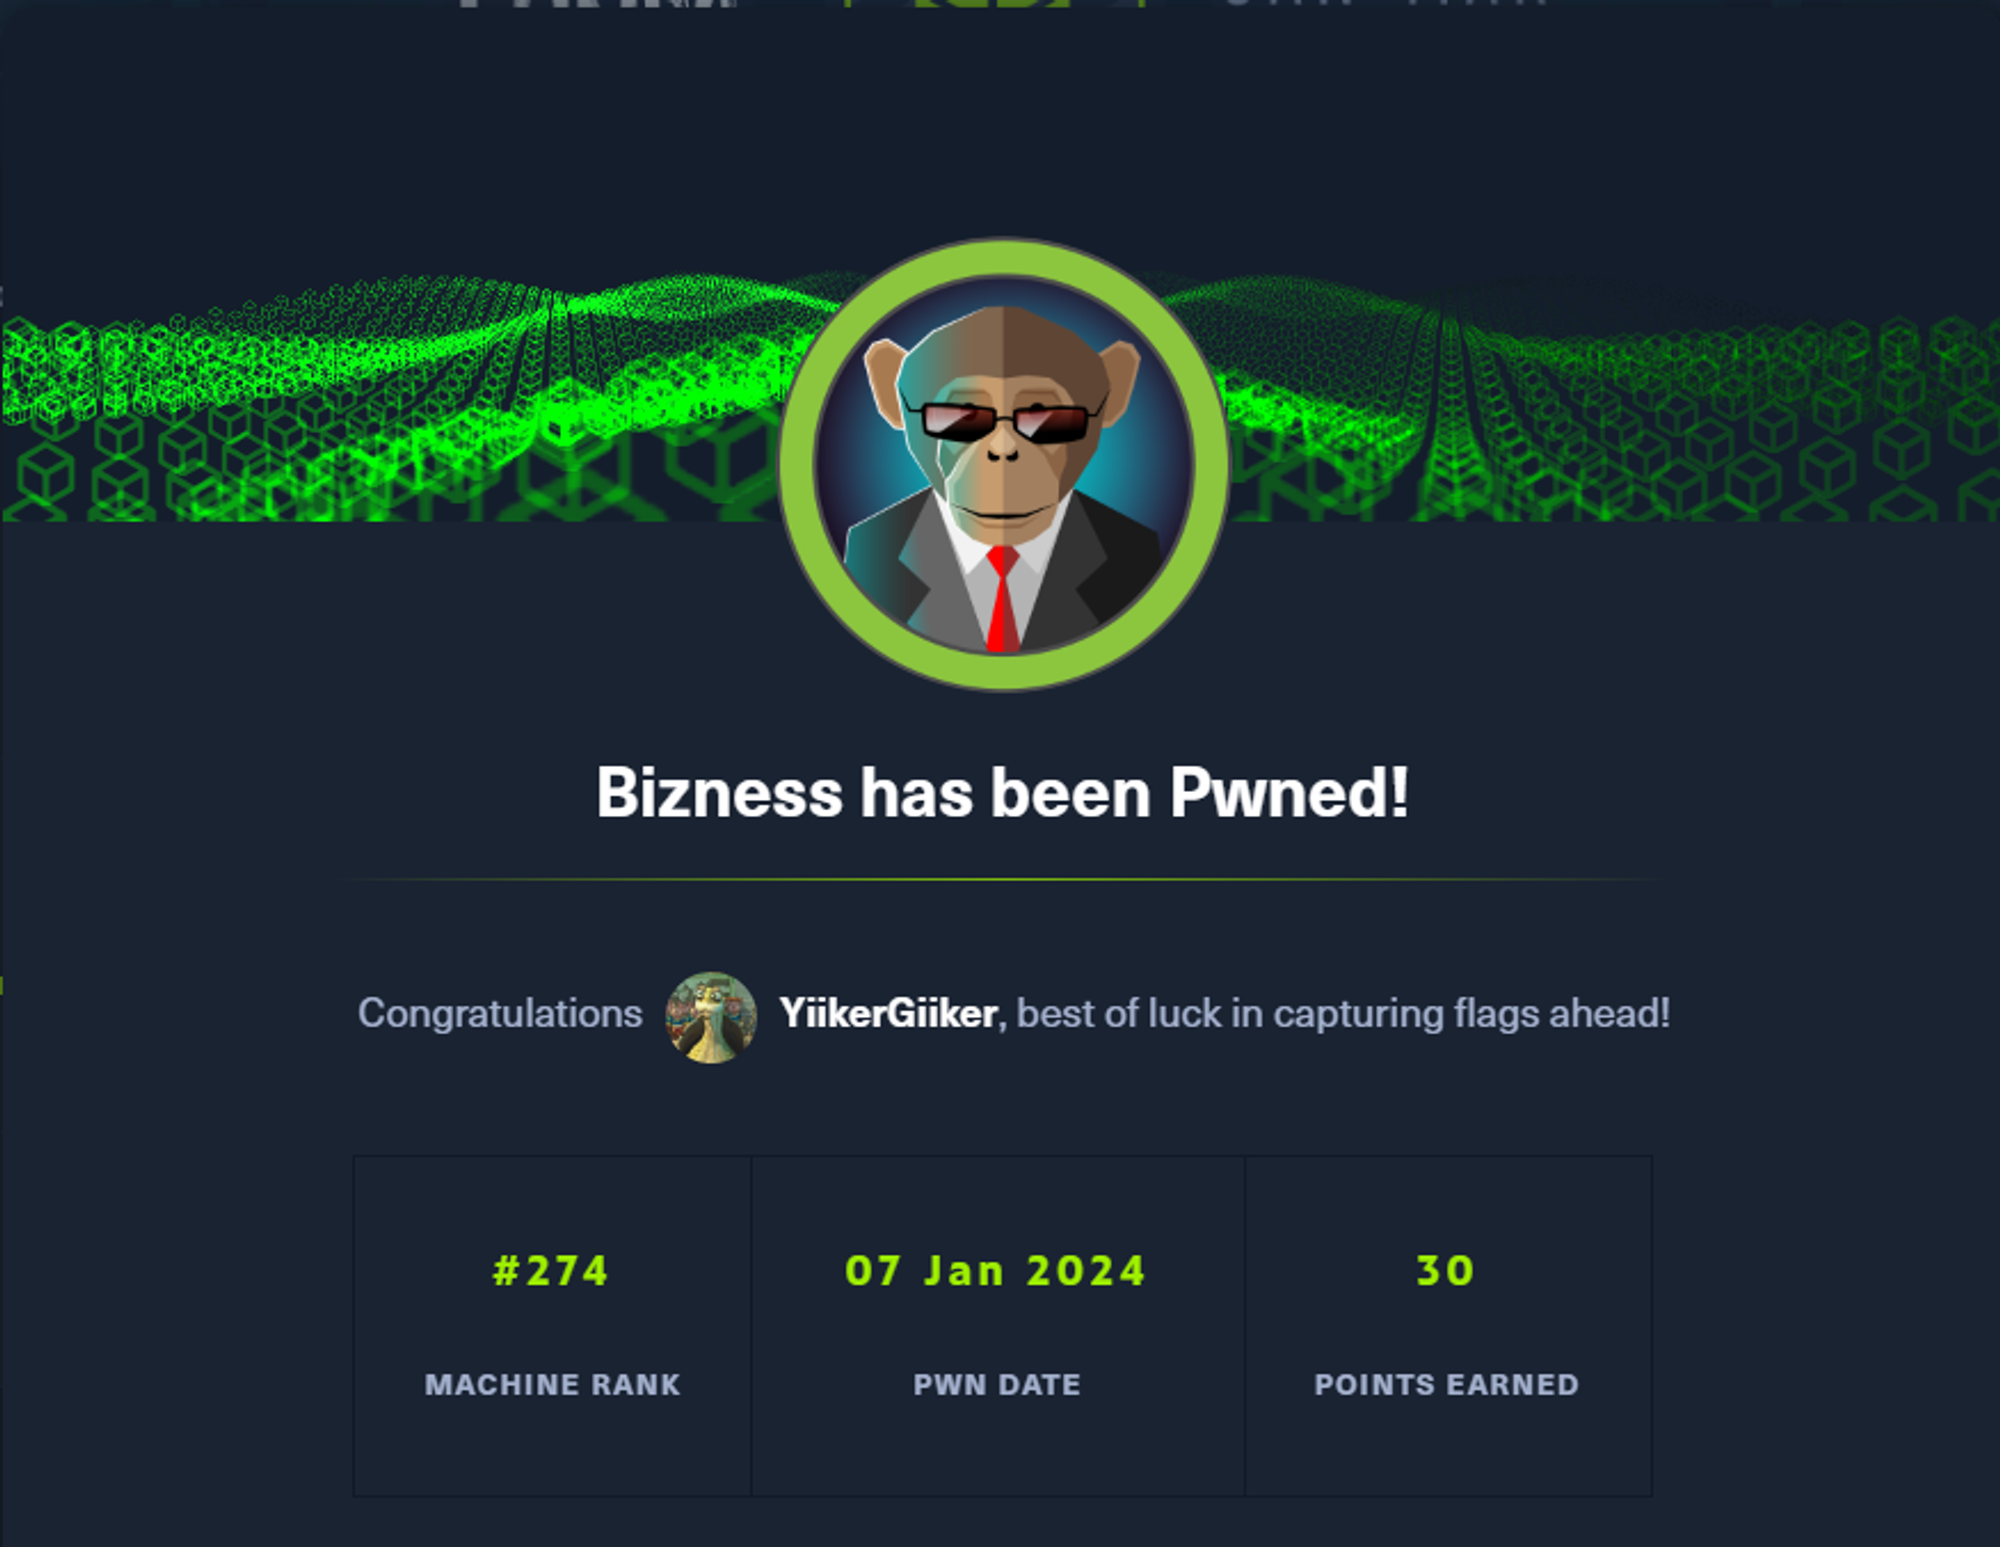 Bizness has been Pwned!
Congratulations YiikerGiiker, best of luck in capturing flags ahead!
#274
MACHINE RANK
07 Jan 2024
PWN DATE
30
POINTS EARNED